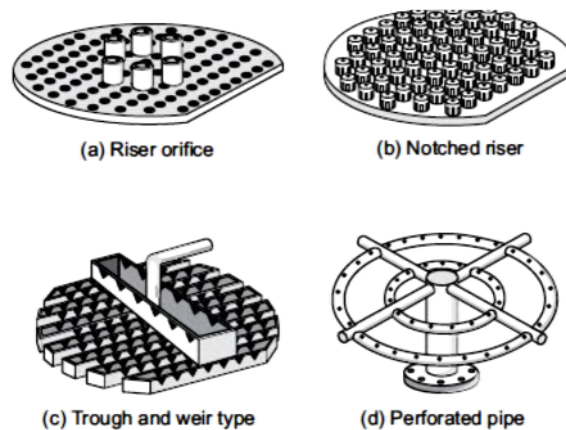 (a) Riser orifice
(b) Notched riser
(c) Trough and weir type
(d) Perforated pipe